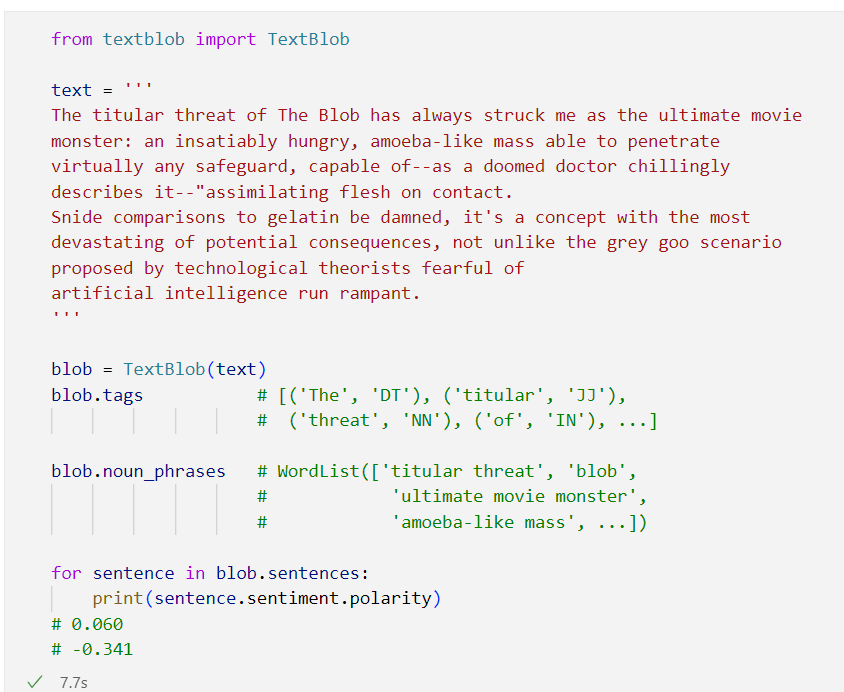 from textblob import TextBlob
text = '''
The titular threat of The Blob has always struck me as the ultimate movie
monster: an insatiably hungry, amoeba-like mass able to penetrate
virtually any safeguard, capable of--as a doomed doctor chillingly
describes it--"assimilating flesh on contact.
Snide comparisons to gelatin be damned, it's a concept with the most
devastating of potential consequences, not unlike the grey goo scenario
proposed by technological theorists fearful of
artificial intelligence run rampant.
'''
blob = TextBlob(text)
blob.tags           # [('The', 'DT'), ('titular', 'JJ'),
                    #  ('threat', 'NN'), ('of', 'IN'), ...]
blob.noun_phrases   # WordList(['titular threat', 'blob',
                    #            'ultimate movie monster',
                    #            'amoeba-like mass', ...])
for sentence in blob.sentences:
    print(sentence.sentiment.polarity)
# 0.060
# -0.341
✓ 7.7s